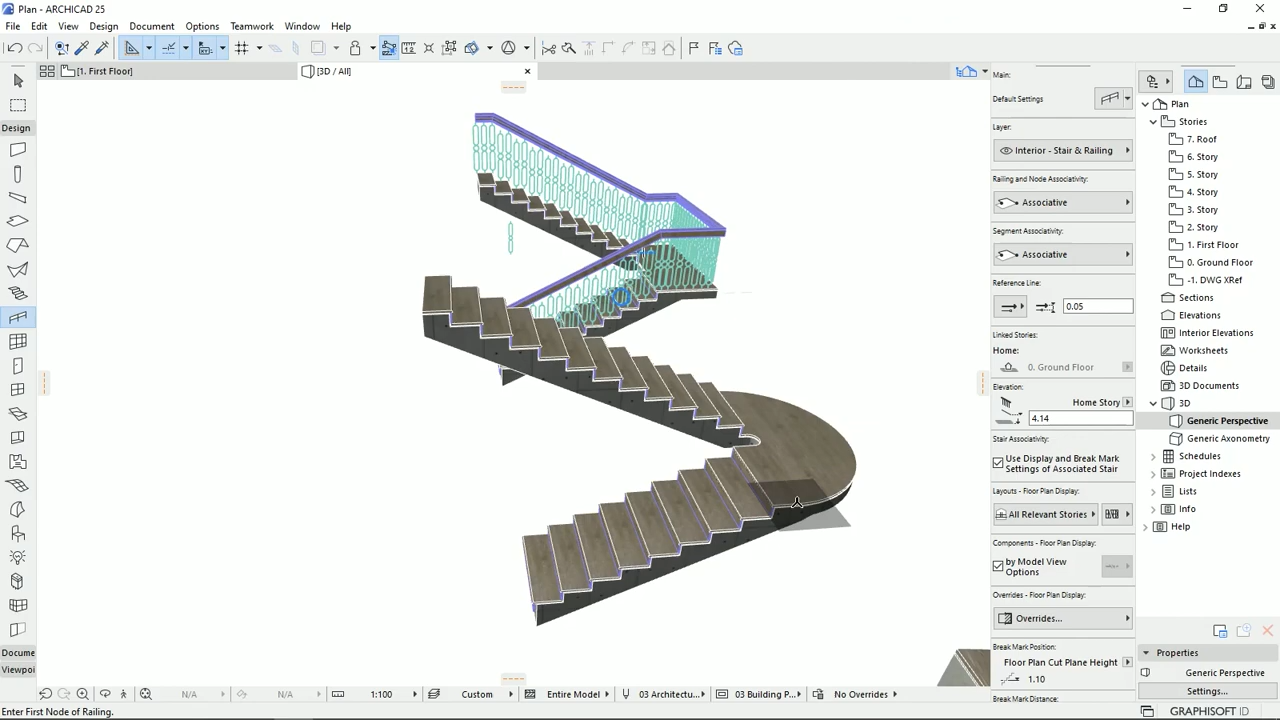 Plan - ARCHICAD 25
File Edit View Design Document Options Teamwork Window Help
[1. First Floor]
[3D / All]
Design
Docume
Viewpoi
Main:
Default Settings
Layer:
Interior - Stair & Railing
Railing and Node Associativity:
Associative
Segment Associativity:
Associative
Reference Line:
0.05
Linked Stories:
Home:
0. Ground Floor
Elevation:
Home Story
4.14
Stair Associativity:
Use Display and Break Mark
Settings of Associated Stair
Layouts - Floor Plan Display:
All Relevant Stories
Components - Floor Plan Display:
by Model View
Options
Overrides - Floor Plan Display:
Overrides...
Break Mark Position:
Floor Plan Cut Plane Height
1.10
Break Mark Distance:
Plan
Stories
7. Roof
6. Story
5. Story
4. Story
3. Story
2. Story
1. First Floor
0. Ground Floor
-1. DWG XRef
Sections
Elevations
Interior Elevations
Worksheets
Details
3D Documents
3D
Generic Perspective
Generic Axonometry
Schedules
Project Indexes
Lists
Info
Help
Properties
Generic Perspective
Settings...
GRAPHISOFT ID
N/A
N/A
1:100
Custom
Entire Model
03 Architectu...
03 Building P...
No Overrides
Enter First Node of Railing.